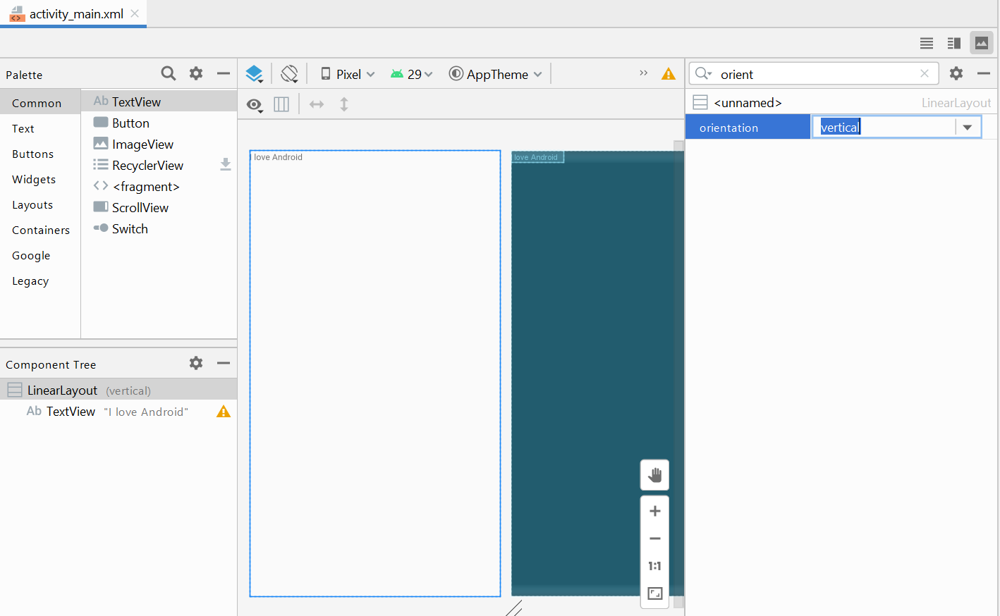 activity_main.xml
Palette
Pixel
29
AppTheme
orient
Common
Text
Buttons
Widgets
Layouts
Containers
Google
Legacy
Ab TextView
Button
ImageView
RecyclerView
<fragment>
ScrollView
Switch
<unnamed> LinearLayout
orientation vertical
love Android
love Android
1:1
Component Tree
LinearLayout (vertical)
Ab TextView "I love Android"